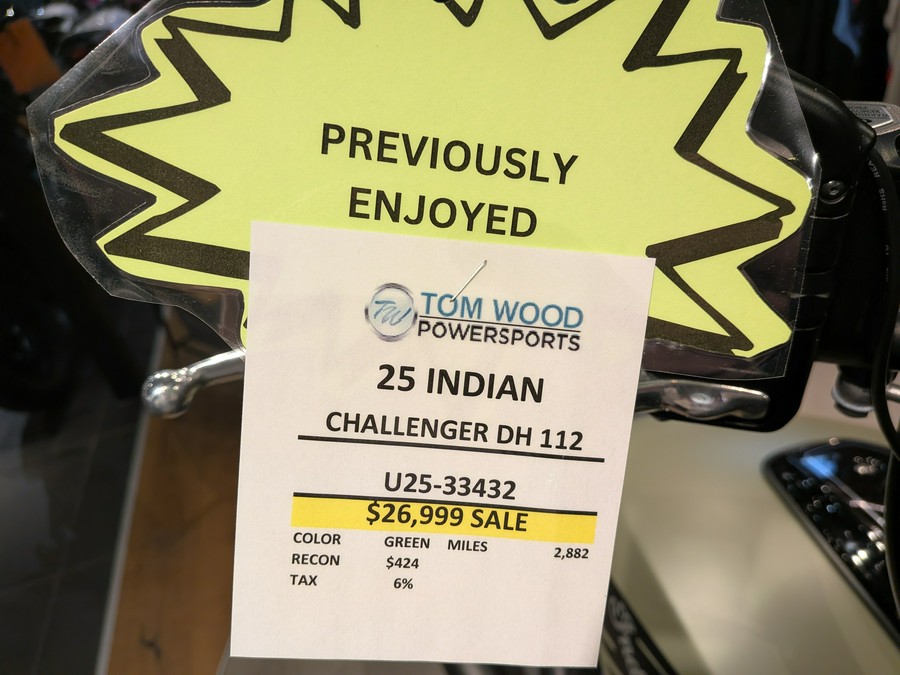 PREVIOUSLY
ENJOYED
TW TOM WOOD
POWERSPORTS
25 INDIAN
CHALLENGER DH 112
U25-33432
$26,999 SALE
COLOR GREEN MILES 2,882
RECON $424
TAX 6%